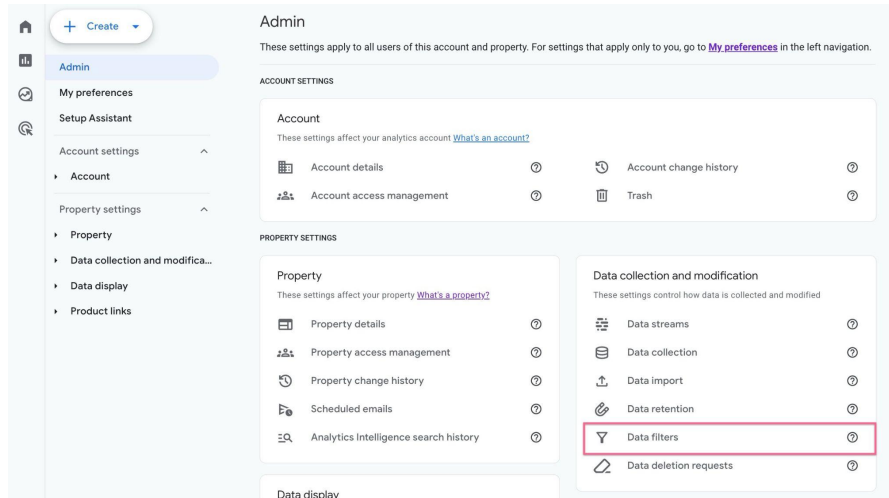 Create
Admin
My preferences
Setup Assistant
Account settings
Account
Property settings
Property
Data collection and modifica...
Data display
Product links
Admin
These settings apply to all users of this account and property. For settings that apply only to you, go to My preferences in the left navigation.
ACCOUNT SETTINGS
Account
These settings affect your analytics account What's an account?
Account details
Account change history
Account access management
Trash
PROPERTY SETTINGS
Property
These settings affect your property What's a property?
Property details
Property access management
Property change history
Scheduled emails
Analytics Intelligence search history
Data display
Data collection and modification
These settings control how data is collected and modified
Data streams
Data collection
Data import
Data retention
Data filters
Data deletion requests